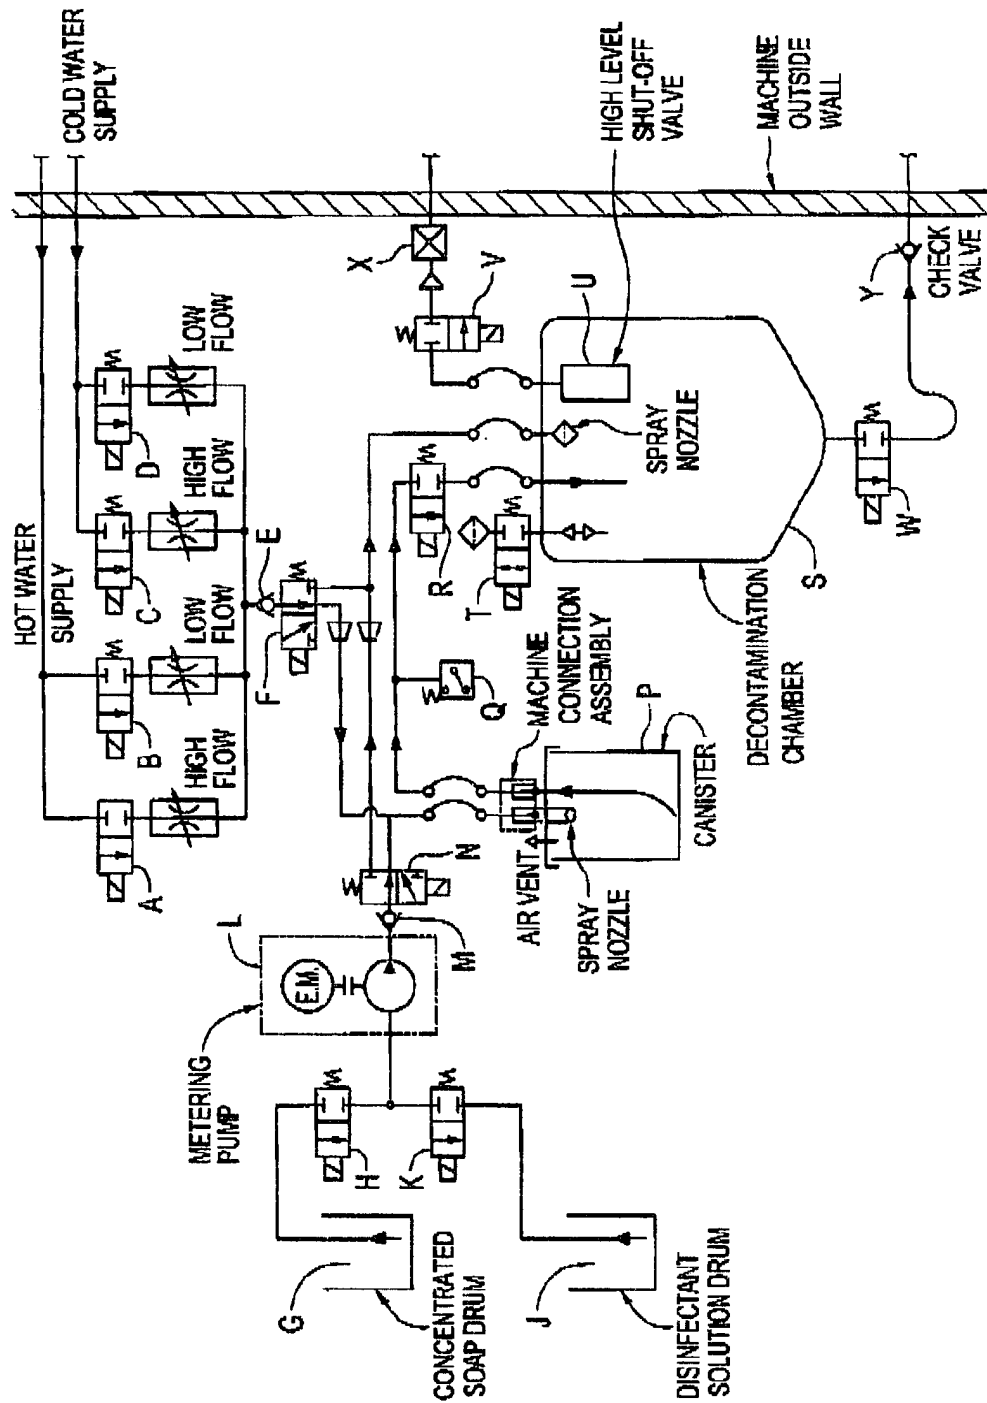 HOT WATER
SUPPLY
COLD WATER
SUPPLY
A
HIGH
FLOW
B
LOW
FLOW
C
HIGH
FLOW
D
LOW
FLOW
E
F
METERING
PUMP
L
E.M.
M
N
H
K
G
CONCENTRATED
SOAP DRUM
J
DISINFECTANT
SOLUTION DRUM
AIR VENT
SPRAY
NOZZLE
MACHINE
CONNECTION
ASSEMBLY
P
CANISTER
Q
R
T
DECONTAMINATION
CHAMBER
S
SPRAY
NOZZLE
U
HIGH LEVEL
SHUT-OFF
VALVE
V
X
W
Y
CHECK
VALVE
MACHINE
OUTSIDE
WALL